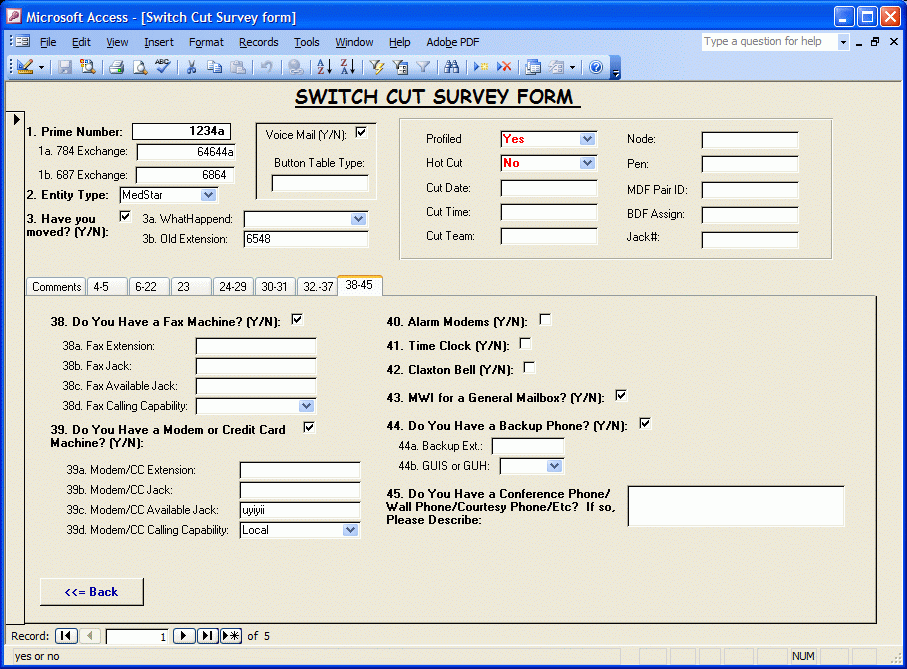 Microsoft Access - [Switch Cut Survey form]
File Edit View Insert Format Records Tools Window Help Adobe PDF Type a question for help
SWITCH CUT SURVEY FORM
1. Prime Number: 1234a
1a. 784 Exchange: 64644a
1b. 687 Exchange: 6864
2. Entity Type: MedStar
3. Have you
moved? (Y/N):
3a. WhatHappend:
3b. Old Extension: 6548
Voice Mail (Y/N):
Button Table Type:
Profiled Yes
Hot Cut No
Cut Date:
Cut Time:
Cut Team:
Node:
Pen:
MDF Pair ID:
BDF Assign:
Jack#:
Comments 4-5 6-22 23 24-29 30-31 32.-37 38-45
38. Do You Have a Fax Machine? (Y/N):
38a. Fax Extension:
38b. Fax Jack:
38c. Fax Available Jack:
38d. Fax Calling Capability:
39. Do You Have a Modem or Credit Card
Machine? (Y/N):
39a. Modem/CC Extension:
39b. Modem/CC Jack:
39c. Modem/CC Available Jack: uyiyii
39d. Modem/CC Calling Capability: Local
40. Alarm Modems (Y/N):
41. Time Clock (Y/N):
42. Claxton Bell (Y/N):
43. MWI for a General Mailbox? (Y/N):
44. Do You Have a Backup Phone? (Y/N):
44a. Backup Ext.:
44b. GUIS or GUH:
45. Do You Have a Conference Phone/
Wall Phone/Courtesy Phone/Etc? If so,
Please Describe:
<<= Back
Record: 1 of 5
yes or no NUM